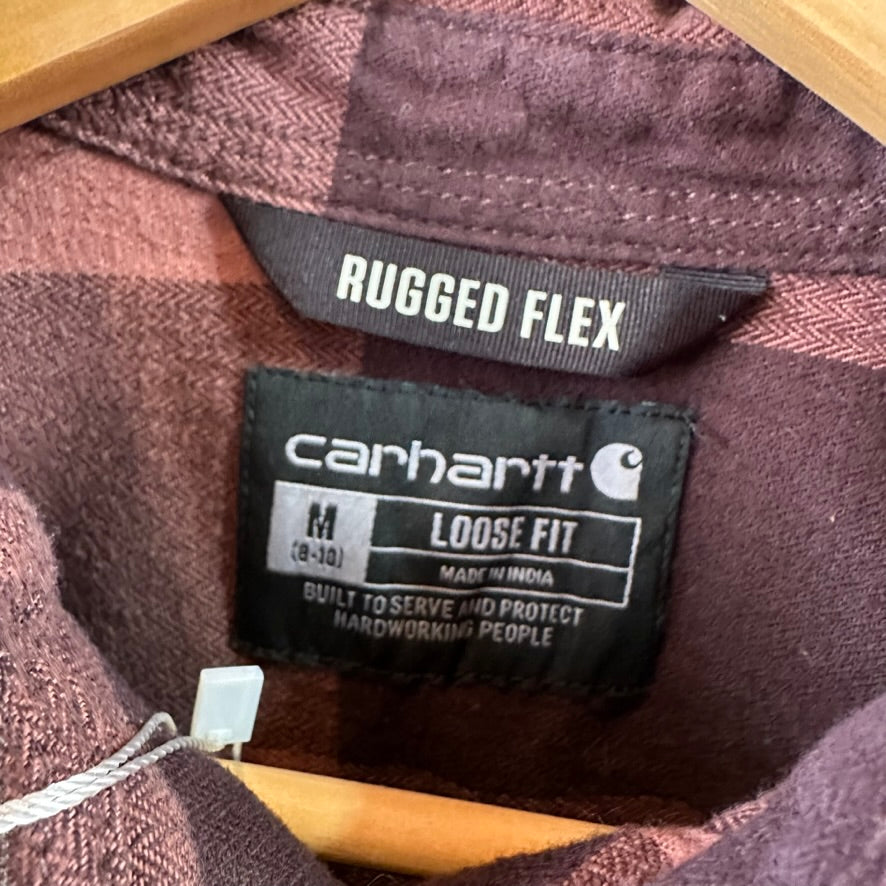 RUGGED FLEX
carhartt
M
(8-10)
LOOSE FIT
MADE IN INDIA
BUILT TO SERVE AND PROTECT
HARDWORKING PEOPLE